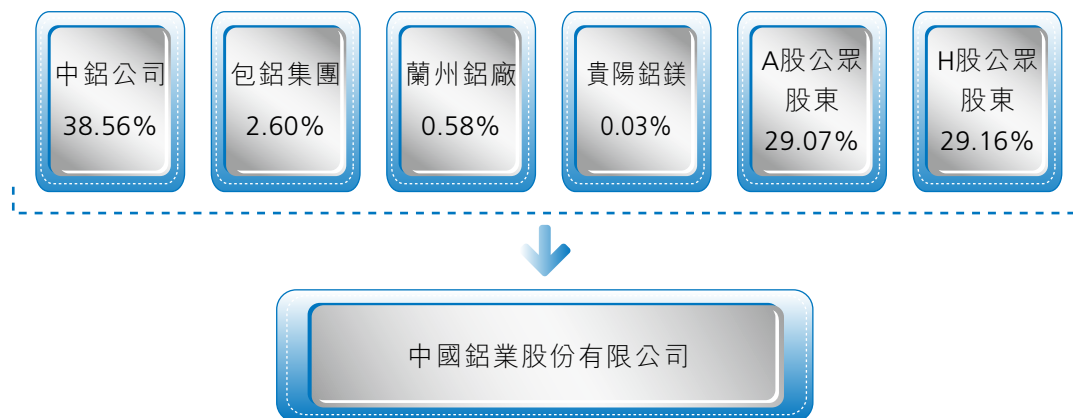 中鋁公司
38.56%
包鋁集團
2.60%
蘭州鋁廠
0.58%
貴陽鋁鎂
0.03%
A股公眾
股東
29.07%
H股公眾
股東
29.16%
中國鋁業股份有限公司